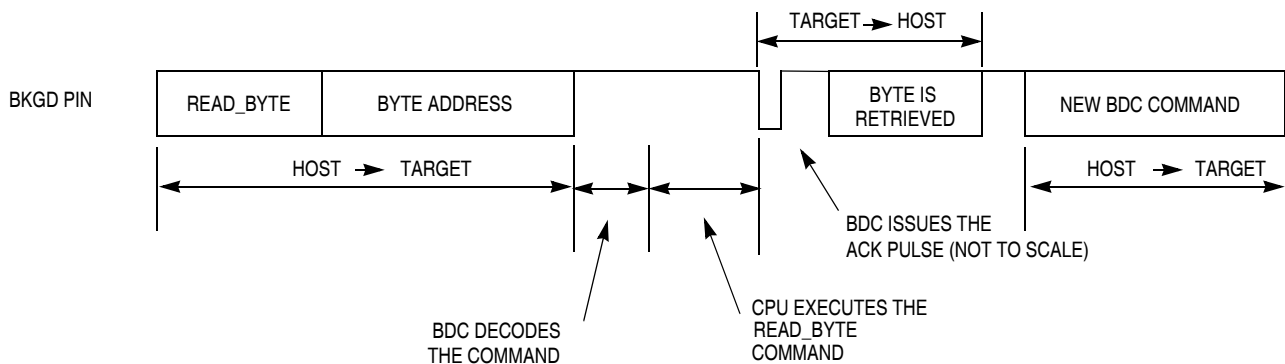 TARGET → HOST
BKGD PIN
READ_BYTE
BYTE ADDRESS
BYTE IS
RETRIEVED
NEW BDC COMMAND
HOST → TARGET
HOST → TARGET
BDC ISSUES THE
ACK PULSE (NOT TO SCALE)
BDC DECODES
THE COMMAND
CPU EXECUTES THE
READ_BYTE
COMMAND